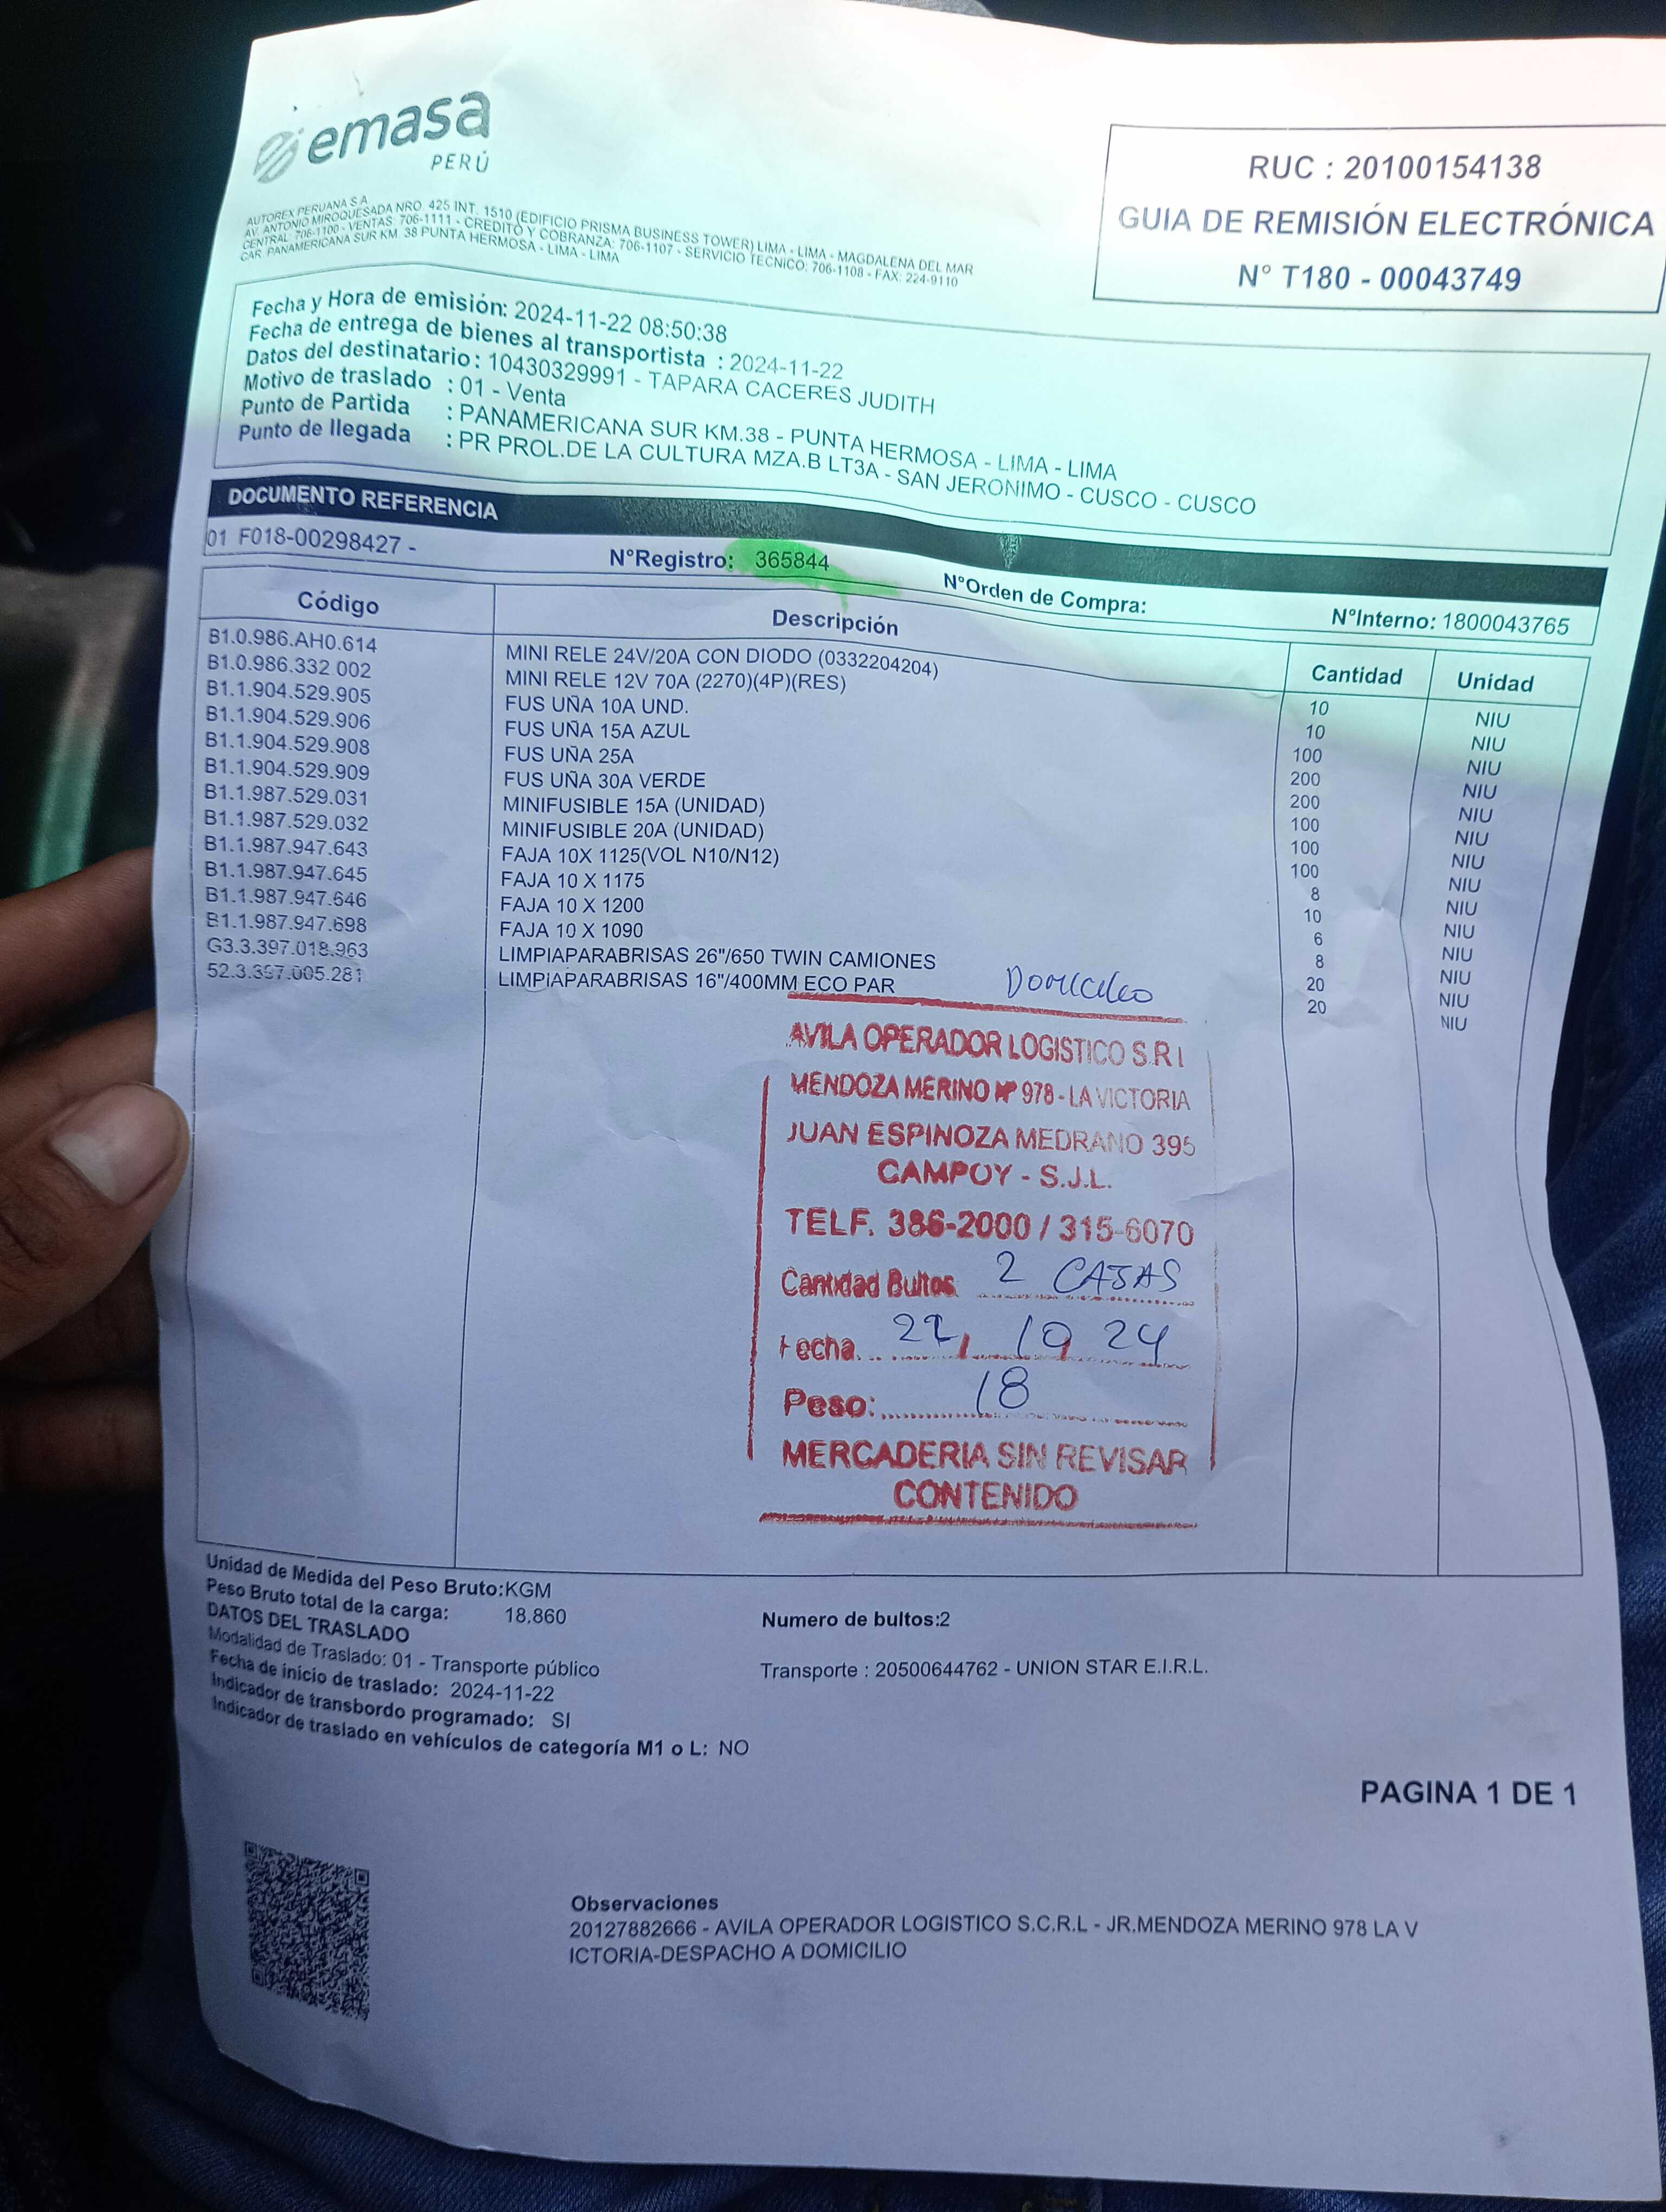 emasa
PERÚ
RUC : 20100154138
GUIA DE REMISIÓN ELECTRÓNICA
N° T180 - 00043749
AUTOREX PERUANA S.A
AV. ANTONIO MIROQUESADA NRO. 425 INT. 1510 (EDIFICIO PRISMA BUSINESS TOWER) LIMA - LIMA - MAGDALENA DEL MAR
CENTRAL: 706-1100 - VENTAS: 706-1111 - CREDITO Y COBRANZA: 706-1107 - SERVICIO TECNICO: 706-1108 - FAX: 224-9110
CAR. PANAMERICANA SUR KM. 38 PUNTA HERMOSA - LIMA - LIMA
Fecha y Hora de emisión: 2024-11-22 08:50:38
Fecha de entrega de bienes al transportista : 2024-11-22
Datos del destinatario : 10430329991 - TAPARA CACERES JUDITH
Motivo de traslado : 01 - Venta
Punto de Partida : PANAMERICANA SUR KM.38 - PUNTA HERMOSA - LIMA - LIMA
Punto de llegada : PR PROL.DE LA CULTURA MZA.B LT3A - SAN JERONIMO - CUSCO - CUSCO
DOCUMENTO REFERENCIA
01 F018-00298427 - N°Registro: 365844 N°Orden de Compra: N°Interno: 1800043765
Código Descripción Cantidad Unidad
B1.0.986.AH0.614 MINI RELE 24V/20A CON DIODO (0332204204) 10 NIU
B1.0.986.332.002 MINI RELE 12V 70A (2270)(4P)(RES) 10 NIU
B1.1.904.529.905 FUS UÑA 10A UND. 100 NIU
B1.1.904.529.906 FUS UÑA 15A AZUL 200 NIU
B1.1.904.529.908 FUS UÑA 25A 200 NIU
B1.1.904.529.909 FUS UÑA 30A VERDE 100 NIU
B1.1.987.529.031 MINIFUSIBLE 15A (UNIDAD) 100 NIU
B1.1.987.529.032 MINIFUSIBLE 20A (UNIDAD) 100 NIU
B1.1.987.947.643 FAJA 10X 1125(VOL N10/N12) 8 NIU
B1.1.987.947.645 FAJA 10 X 1175 10 NIU
B1.1.987.947.646 FAJA 10 X 1200 6 NIU
B1.1.987.947.698 FAJA 10 X 1090 8 NIU
G3.3.397.018.963 LIMPIAPARABRISAS 26"/650 TWIN CAMIONES 20 NIU
52.3.397.005.281 LIMPIAPARABRISAS 16"/400MM ECO PAR 20 NIU
Domicilio
AVILA OPERADOR LOGISTICO S.R.L
MENDOZA MERINO Nº 978 - LA VICTORIA
JUAN ESPINOZA MEDRANO 395
CAMPOY - S.J.L.
TELF. 386-2000 / 315-6070
Cantidad Bultos 2 CAJAS
Fecha 22 10 24
Peso: 18
MERCADERIA SIN REVISAR
CONTENIDO
Unidad de Medida del Peso Bruto:KGM
Peso Bruto total de la carga: 18.860 Numero de bultos:2
DATOS DEL TRASLADO
Modalidad de Traslado: 01 - Transporte público Transporte : 20500644762 - UNION STAR E.I.R.L.
Fecha de inicio de traslado: 2024-11-22
Indicador de transbordo programado: SI
Indicador de traslado en vehículos de categoría M1 o L: NO
PAGINA 1 DE 1
Observaciones
20127882666 - AVILA OPERADOR LOGISTICO S.C.R.L - JR.MENDOZA MERINO 978 LA V
ICTORIA-DESPACHO A DOMICILIO